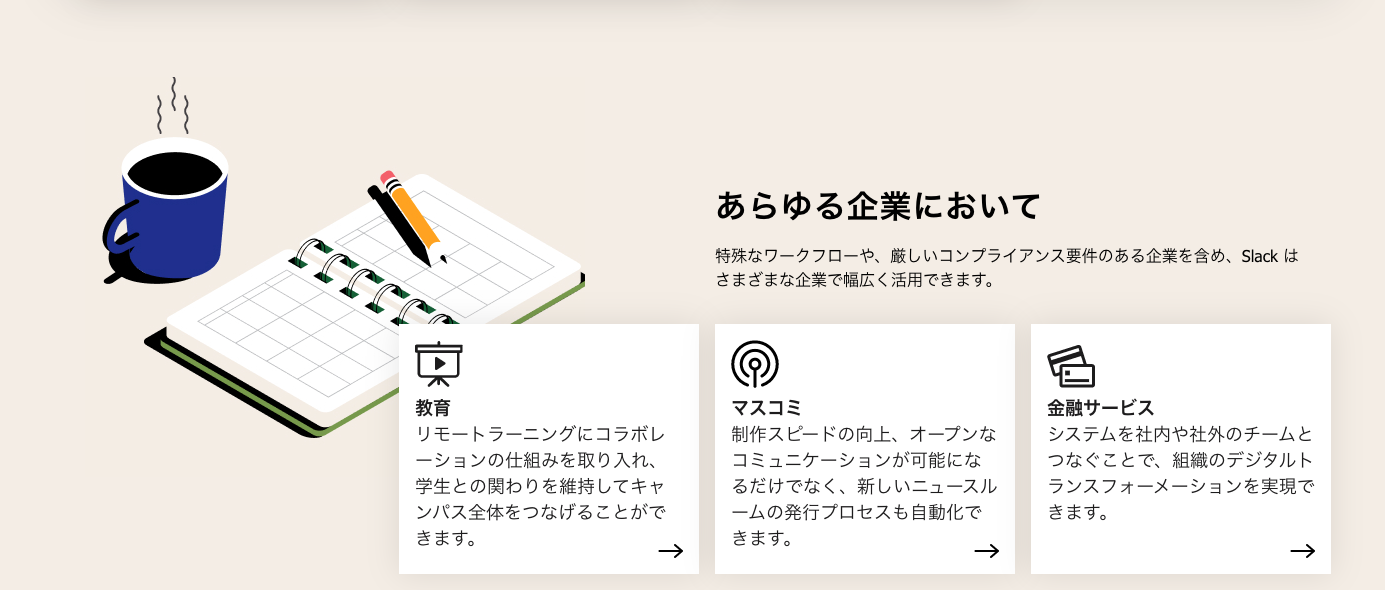 あらゆる企業において
特殊なワークフローや、厳しいコンプライアンス要件のある企業を含め、Slack は
さまざまな企業で幅広く活用できます。
教育
リモートラーニングにコラボレ
ーションの仕組みを取り入れ、
学生との関わりを維持してキャ
ンパス全体をつなげることがで
きます。
マスコミ
制作スピードの向上、オープンな
コミュニケーションが可能にな
るだけでなく、新しいニュースル
ームの発行プロセスも自動化で
きます。
金融サービス
システムを社内や社外のチームと
つなぐことで、組織のデジタルト
ランスフォーメーションを実現で
きます。